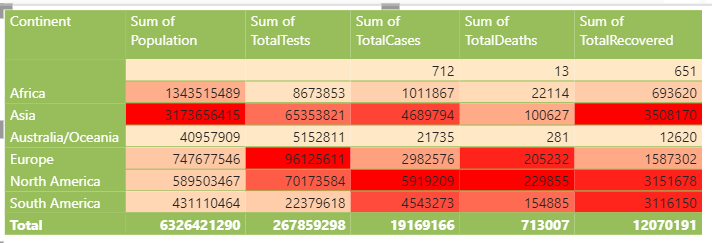 Continent Sum of Population Sum of TotalTests Sum of TotalCases Sum of TotalDeaths Sum of TotalRecovered
712 13 651
Africa 1343515489 8673853 1011867 22114 693620
Asia 3173656415 65353821 4689794 100627 3508170
Australia/Oceania 40957909 5152811 21735 281 12620
Europe 747677546 96125611 2982576 205232 1587302
North America 589503467 70173584 5919209 229855 3151678
South America 431110464 22379618 4543273 154885 3116150
Total 6326421290 267859298 19169166 713007 12070191